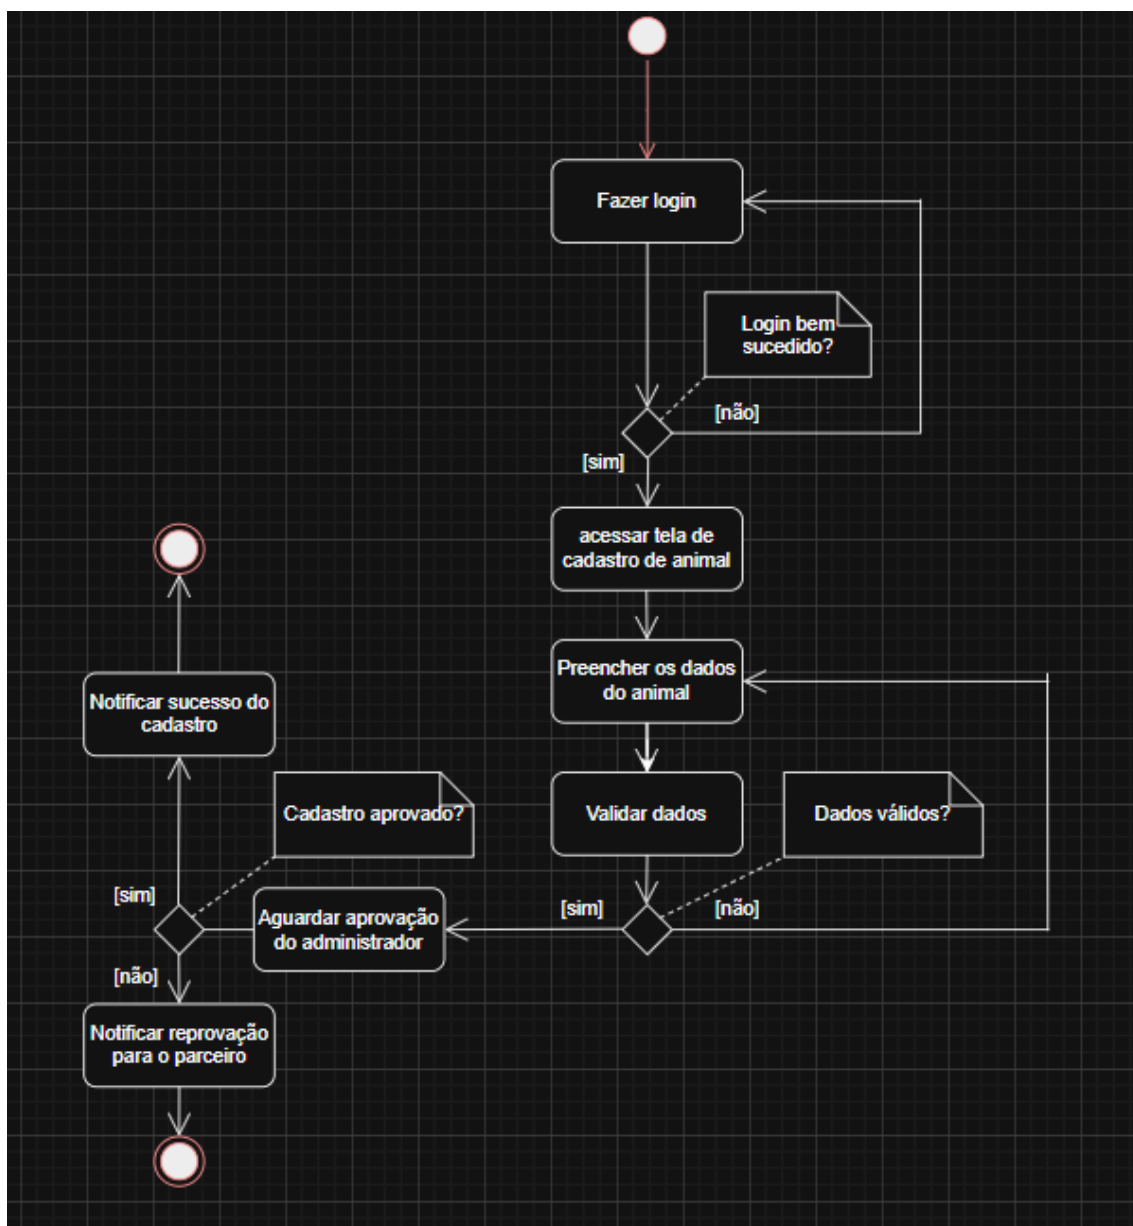 Fazer login
Login bem
sucedido?
[não]
[sim]
acessar tela de
cadastro de animal
Preencher os dados
do animal
Notificar sucesso do
cadastro
Cadastro aprovado?
Validar dados
Dados válidos?
[sim]
Aguardar aprovação
do administrador
[sim]
[não]
[não]
Notificar reprovação
para o parceiro